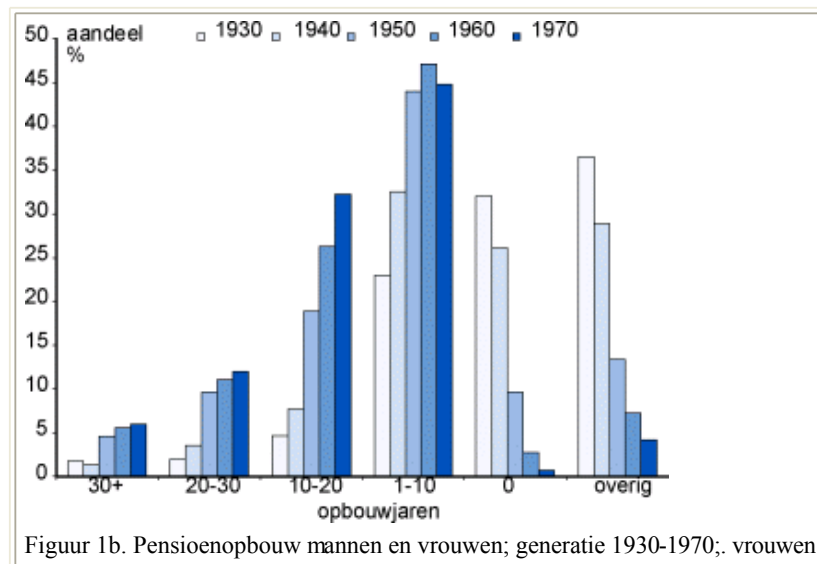 50 aandeel 1930 1940 1950 1960 1970
%
45
40
35
30
25
20
15
10
5
0
30+ 20-30 10-20 1-10 0 overig
opbouwjaren
Figuur 1b. Pensioenopbouw mannen en vrouwen; generatie 1930-1970;. vrouwen